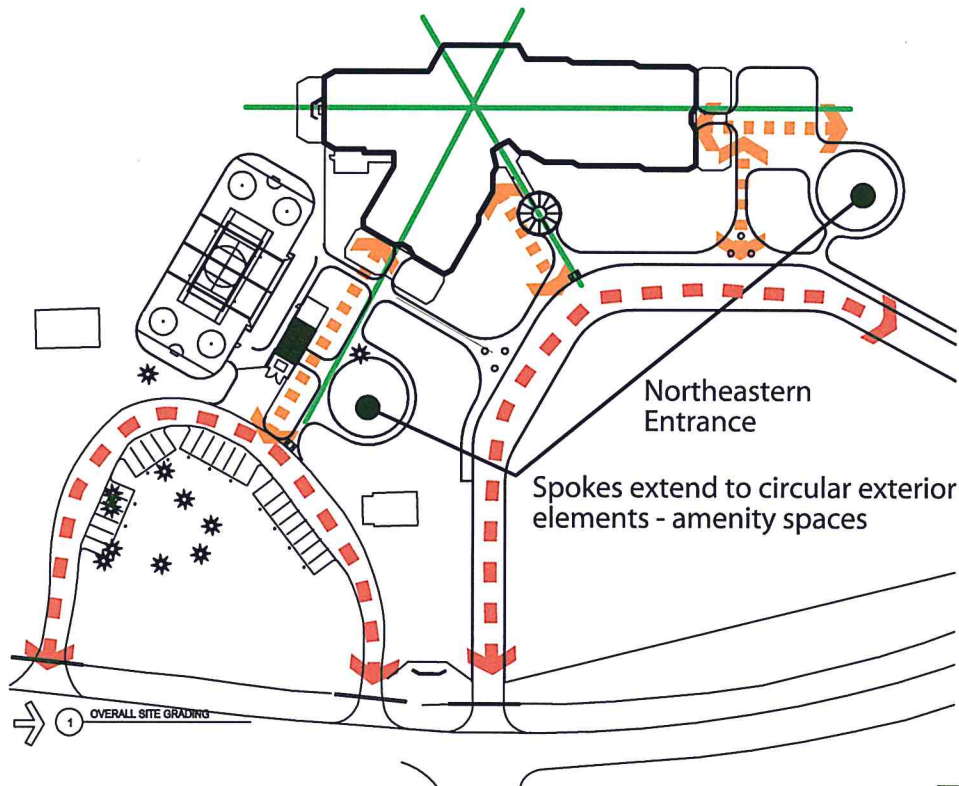 Northeastern
Entrance
Spokes extend to circular exterior
elements - amenity spaces
1 OVERALL SITE GRADING